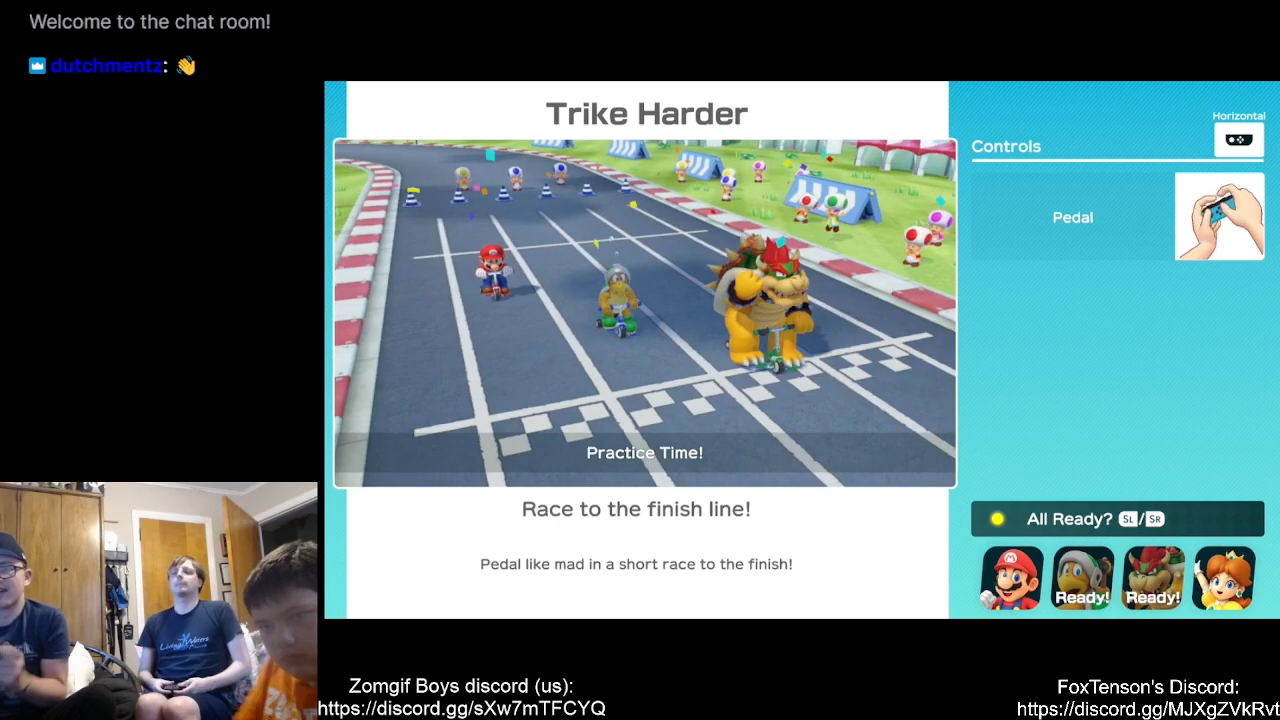 Welcome to the chat room!
dutchmentz: 👋
Trike Harder
Practice Time!
Race to the finish line!
Pedal like mad in a short race to the finish!
Horizontal
Controls
Pedal
All Ready? SL/SR
Ready! Ready!
Living Waters
Zomgif Boys discord (us):
https://discord.gg/sXw7mTFCYQ
FoxTenson's Discord:
https://discord.gg/MJXgZVkRvt